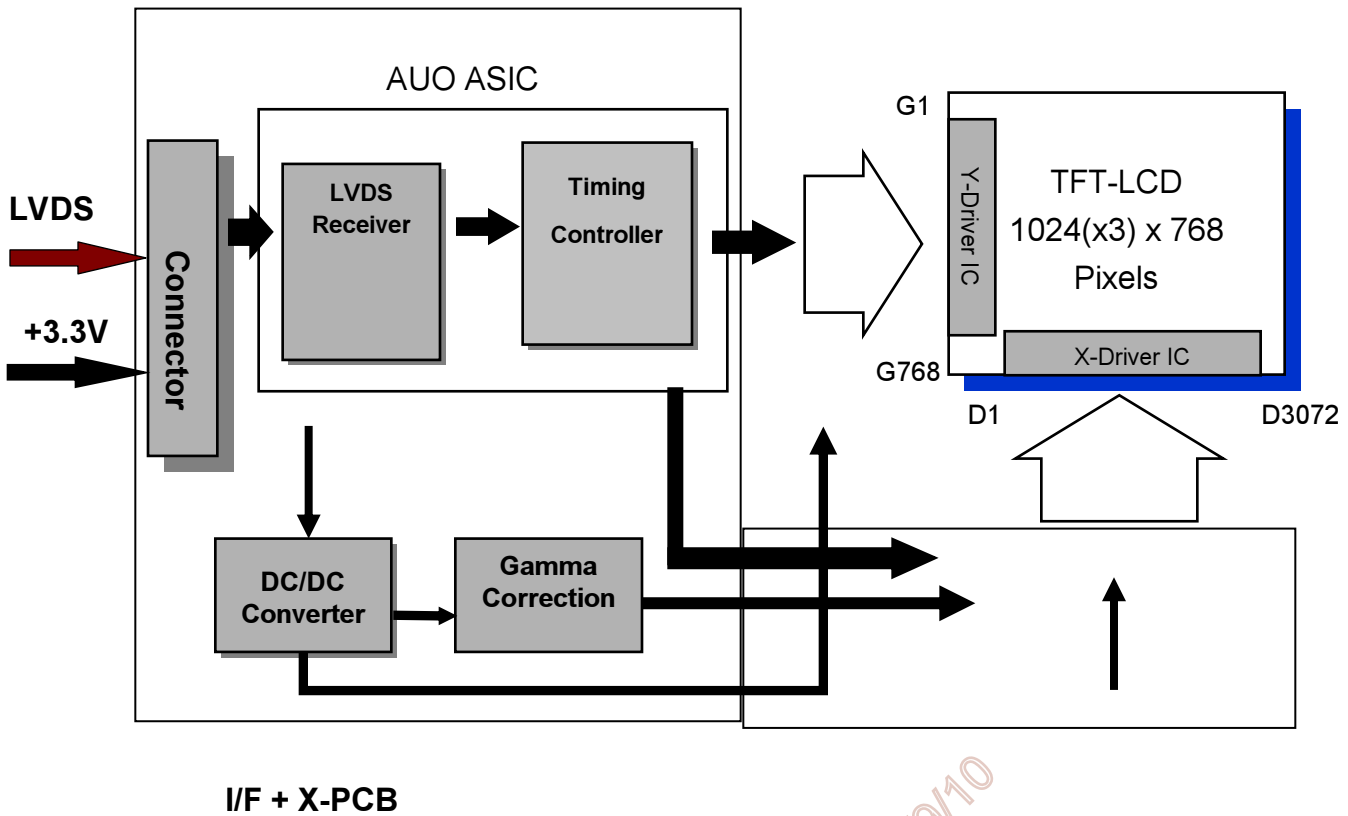 AUO ASIC
LVDS
+3.3V
Connector
LVDS
Receiver
Timing
Controller
DC/DC
Converter
Gamma
Correction
G1
G768
Y-Driver IC
TFT-LCD
1024(x3) x 768
Pixels
X-Driver IC
D1
D3072
I/F + X-PCB